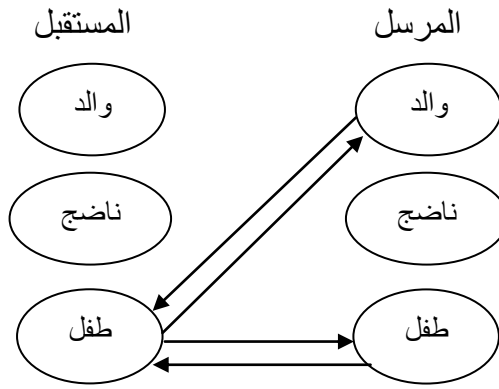 المرسل المستقبل
والد والد
ناضج ناضج
طفل طفل